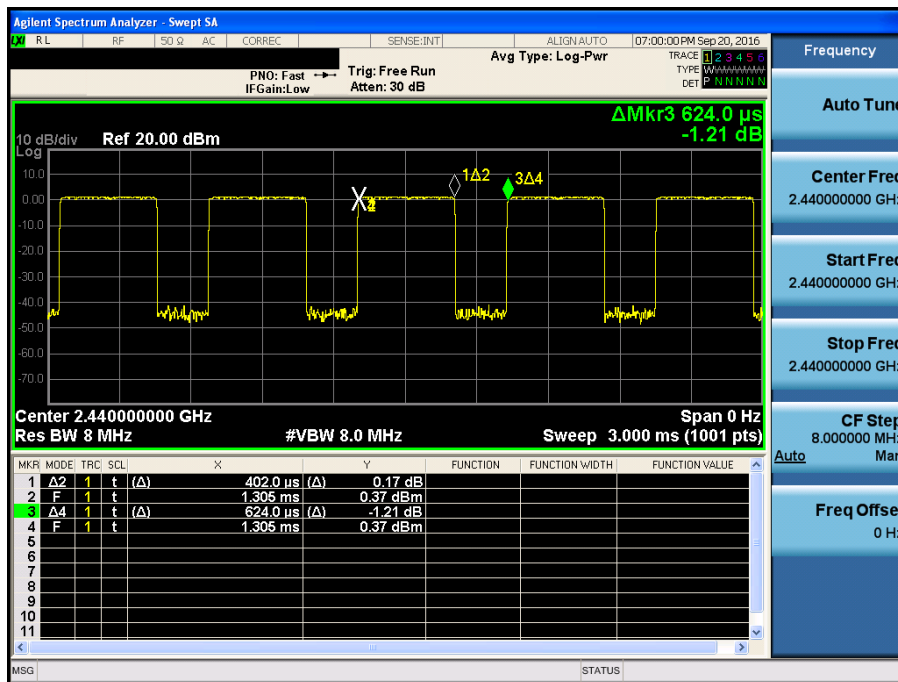 Agilent Spectrum Analyzer - Swept SA
LXI RL RF 50 Ω AC CORREC SENSE:INT ALIGN AUTO 07:00:00 PM Sep 20, 2016
Frequency
PNO: Fast
IFGain:Low
Trig: Free Run
Atten: 30 dB
Avg Type: Log-Pwr
TRACE 1 2 3 4 5 6
TYPE WWWWWW
DET P N N N N N
Auto Tune
ΔMkr3 624.0 µs
-1.21 dB
10 dB/div Ref 20.00 dBm
Log
10.0
0.00
-10.0
-20.0
-30.0
-40.0
-50.0
-60.0
-70.0
1Δ2
3Δ4
Center Freq
2.440000000 GHz
Start Freq
2.440000000 GHz
Stop Freq
2.440000000 GHz
CF Step
8.000000 MHz
Auto Man
Freq Offset
0 Hz
Center 2.440000000 GHz Span 0 Hz
Res BW 8 MHz #VBW 8.0 MHz Sweep 3.000 ms (1001 pts)
MKR MODE TRC SCL X Y FUNCTION FUNCTION WIDTH FUNCTION VALUE
1 Δ2 1 t (Δ) 402.0 µs (Δ) 0.17 dB
2 F 1 t 1.305 ms 0.37 dBm
3 Δ4 1 t (Δ) 624.0 µs (Δ) -1.21 dB
4 F 1 t 1.305 ms 0.37 dBm
5
6
7
8
9
10
11
MSG STATUS